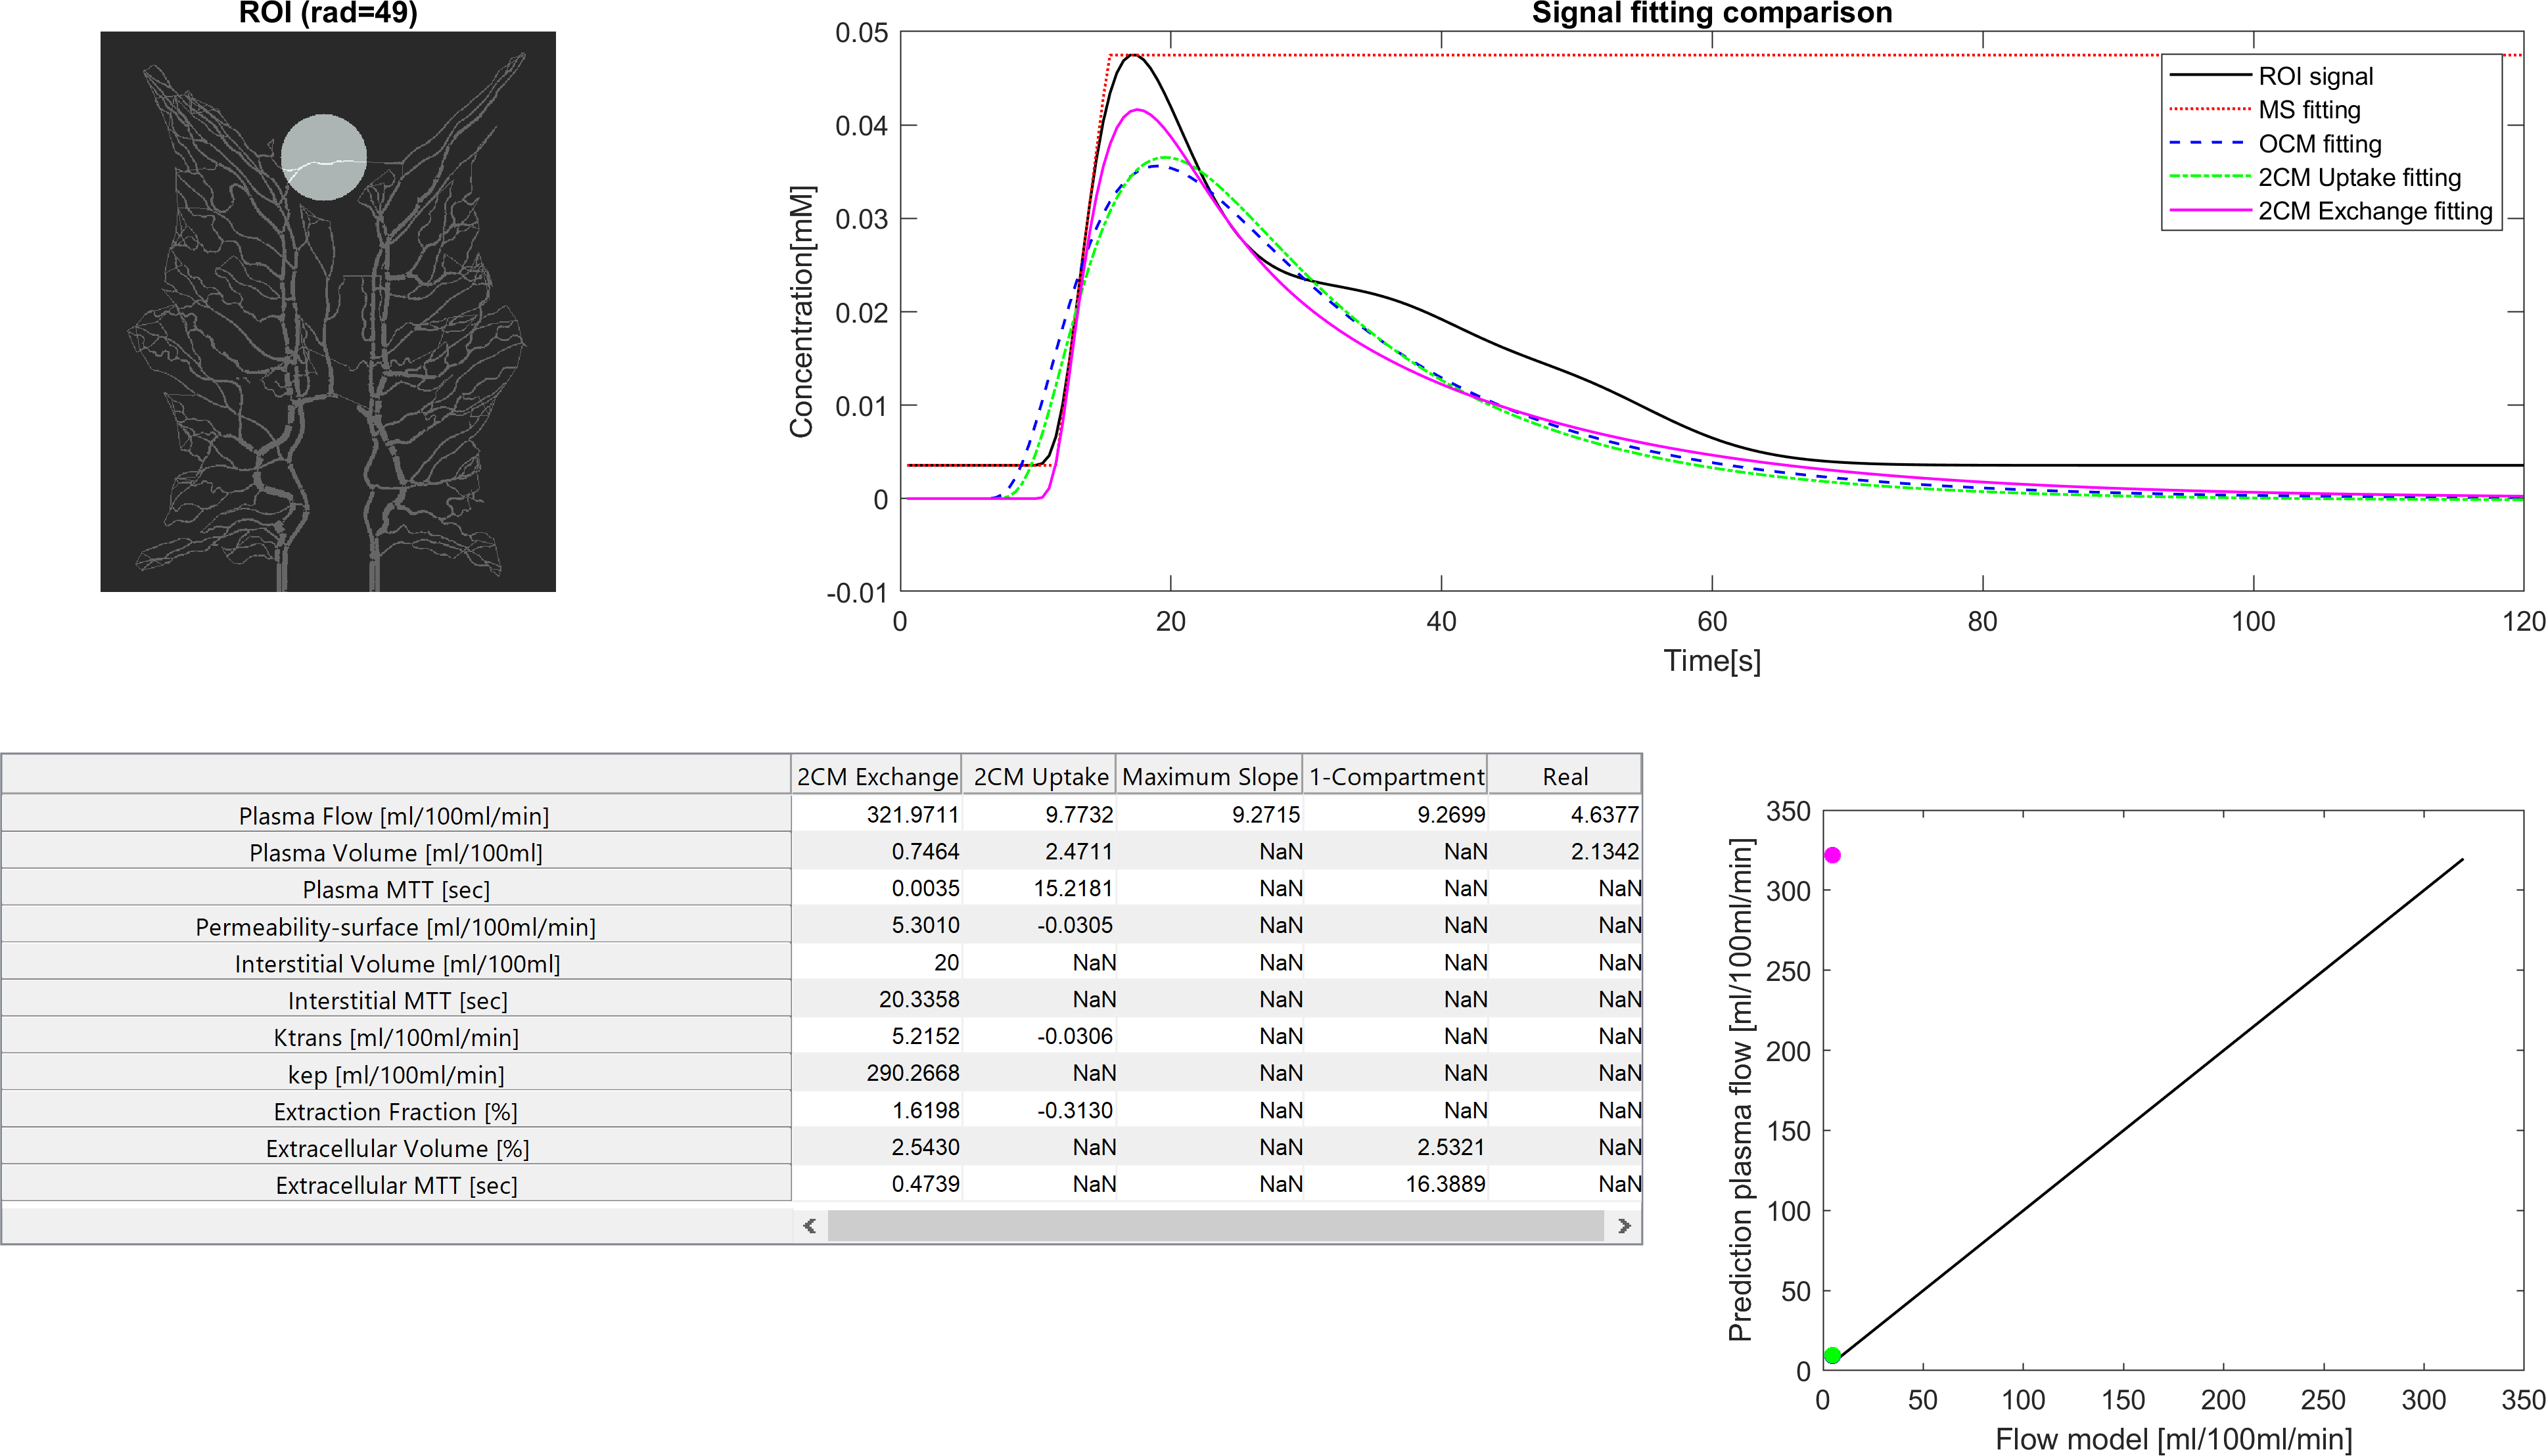 ROI (rad=49)
Signal fitting comparison
Concentration[mM]
0.05
0.04
0.03
0.02
0.01
0
-0.01
0 20 40 60 80 100 120
Time[s]
ROI signal
MS fitting
OCM fitting
2CM Uptake fitting
2CM Exchange fitting
2CM Exchange 2CM Uptake Maximum Slope 1-Compartment Real
Plasma Flow [ml/100ml/min] 321.9711 9.7732 9.2715 9.2699 4.6377
Plasma Volume [ml/100ml] 0.7464 2.4711 NaN NaN 2.1342
Plasma MTT [sec] 0.0035 15.2181 NaN NaN NaN
Permeability-surface [ml/100ml/min] 5.3010 -0.0305 NaN NaN NaN
Interstitial Volume [ml/100ml] 20 NaN NaN NaN NaN
Interstitial MTT [sec] 20.3358 NaN NaN NaN NaN
Ktrans [ml/100ml/min] 5.2152 -0.0306 NaN NaN NaN
kep [ml/100ml/min] 290.2668 NaN NaN NaN NaN
Extraction Fraction [%] 1.6198 -0.3130 NaN NaN NaN
Extracellular Volume [%] 2.5430 NaN NaN 2.5321 NaN
Extracellular MTT [sec] 0.4739 NaN NaN 16.3889 NaN
Prediction plasma flow [ml/100ml/min]
350
300
250
200
150
100
50
0
0 50 100 150 200 250 300 350
Flow model [ml/100ml/min]